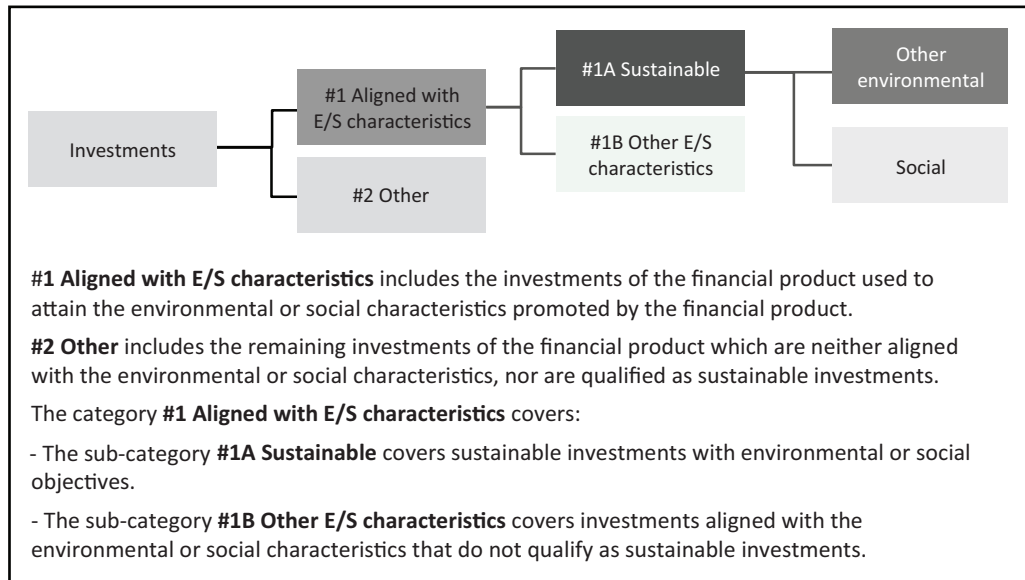 Investments
#1 Aligned with
E/S characteristics
#2 Other
#1A Sustainable
#1B Other E/S
characteristics
Other
environmental
Social
#1 Aligned with E/S characteristics includes the investments of the financial product used to
attain the environmental or social characteristics promoted by the financial product.
#2 Other includes the remaining investments of the financial product which are neither aligned
with the environmental or social characteristics, nor are qualified as sustainable investments.
The category #1 Aligned with E/S characteristics covers:
- The sub-category #1A Sustainable covers sustainable investments with environmental or social
objectives.
- The sub-category #1B Other E/S characteristics covers investments aligned with the
environmental or social characteristics that do not qualify as sustainable investments.